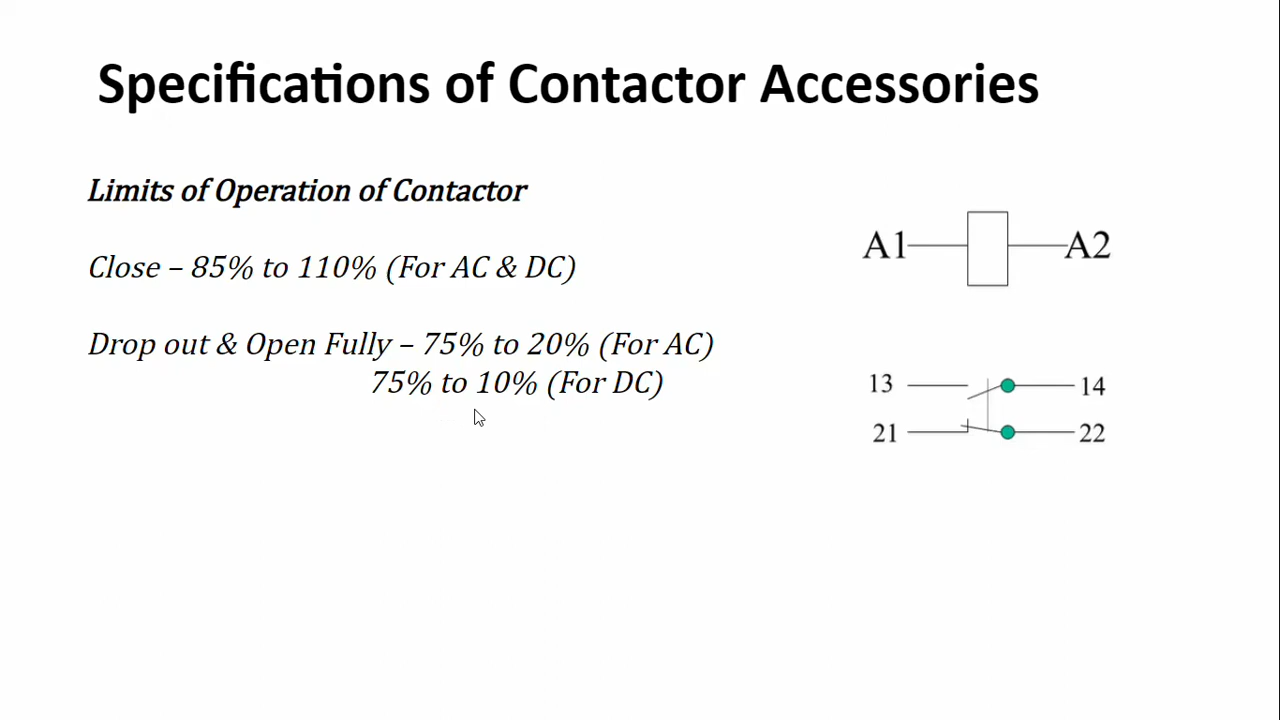 Specifications of Contactor Accessories
Limits of Operation of Contactor
Close – 85% to 110% (For AC & DC)
Drop out & Open Fully – 75% to 20% (For AC)
75% to 10% (For DC)
A1 A2
13 14
21 22